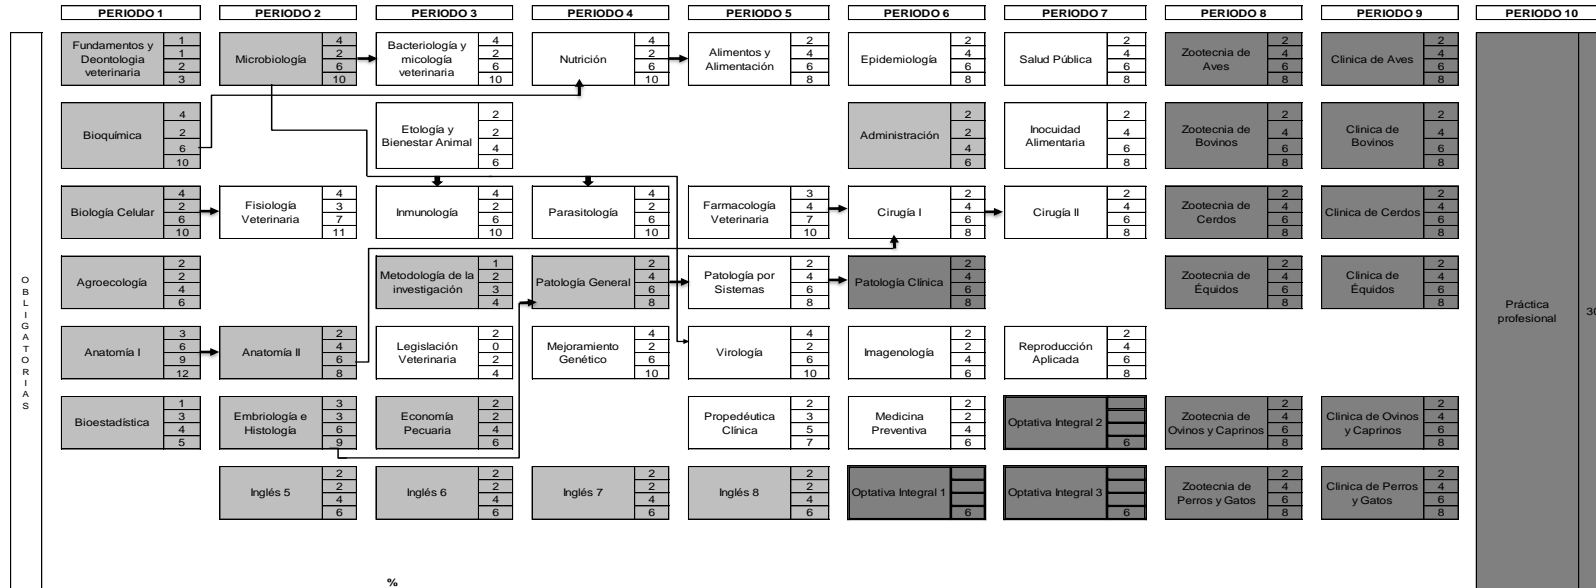 PERIODO 1 PERIODO 2 PERIODO 3 PERIODO 4 PERIODO 5 PERIODO 6 PERIODO 7 PERIODO 8 PERIODO 9 PERIODO 10
OBLIGATORIAS
Fundamentos y
Deontologia
veterinaria
1
1
2
3
Microbiología
4
2
6
10
Bacteriología y
micología
veterinaria
4
2
6
10
Nutrición
4
2
6
10
Alimentos y
Alimentación
2
4
6
8
Epidemiología
2
4
6
8
Salud Pública
2
4
6
8
Zootecnia de
Aves
2
4
6
8
Clinica de Aves
2
4
6
8
Bioquímica
4
2
6
10
Etología y
Bienestar Animal
2
2
4
6
Administración
2
2
4
6
Inocuidad
Alimentaria
2
4
6
8
Zootecnia de
Bovinos
2
4
6
8
Clinica de
Bovinos
2
4
6
8
Biología Celular
4
2
6
10
Fisiología
Veterinaria
4
3
7
11
Inmunología
4
2
6
10
Parasitología
4
2
6
10
Farmacología
Veterinaria
3
4
7
10
Cirugía I
2
4
6
8
Cirugía II
2
4
6
8
Zootecnia de
Cerdos
2
4
6
8
Clinica de Cerdos
2
4
6
8
Agroecología
2
2
4
6
Metodología de la
investigación
1
2
3
4
Patología General
2
4
6
8
Patología por
Sistemas
2
4
6
8
Patología Clínica
2
4
6
8
Zootecnia de
Équidos
2
4
6
8
Clínica de
Équidos
2
4
6
8
Anatomía I
3
6
9
12
Anatomía II
2
4
6
8
Legislación
Veterinaria
2
0
2
4
Mejoramiento
Genético
4
2
6
10
Virología
4
2
6
10
Imagenología
2
2
4
6
Reproducción
Aplicada
2
4
6
8
Bioestadística
1
3
4
5
Embriología e
Histología
3
3
6
9
Economía
Pecuaria
2
2
4
6
Propedéutica
Clínica
2
3
5
7
Medicina
Preventiva
2
2
4
6
Optativa Integral 2
6
Zootecnia de
Ovinos y Caprinos
2
4
6
8
Clinica de Ovinos
y Caprinos
2
4
6
8
Inglés 5
2
2
4
6
Inglés 6
2
2
4
6
Inglés 7
2
2
4
6
Inglés 8
2
2
4
6
Optativa Integral 1
6
Optativa Integral 3
6
Zootecnia de
Perros y Gatos
2
4
6
8
Clinica de Perros
y Gatos
2
4
6
8
Práctica
profesional
30
%